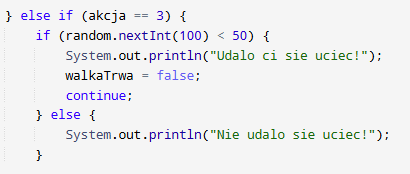 } else if (akcja == 3) {
    if (random.nextInt(100) < 50) {
        System.out.println("Udalo ci sie uciec!");
        walkaTrwa = false;
        continue;
    } else {
        System.out.println("Nie udalo sie uciec!");
    }